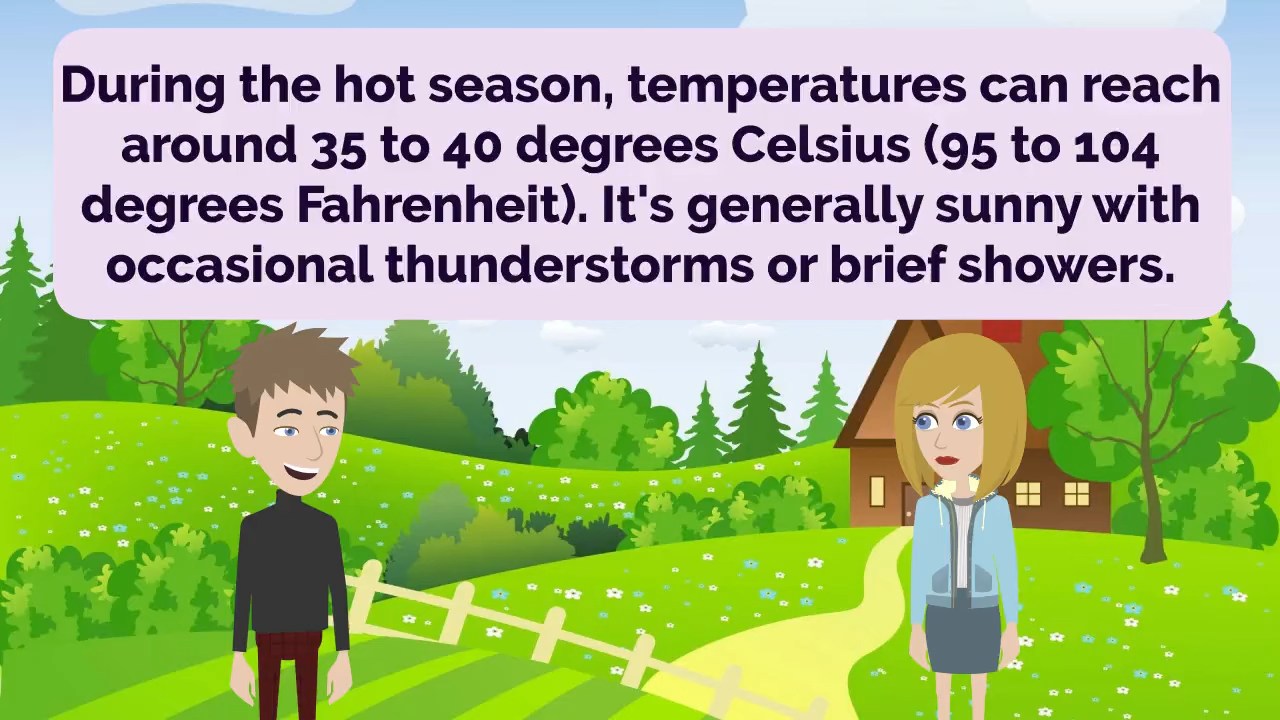 During the hot season, temperatures can reach
around 35 to 40 degrees Celsius (95 to 104
degrees Fahrenheit). It's generally sunny with
occasional thunderstorms or brief showers.